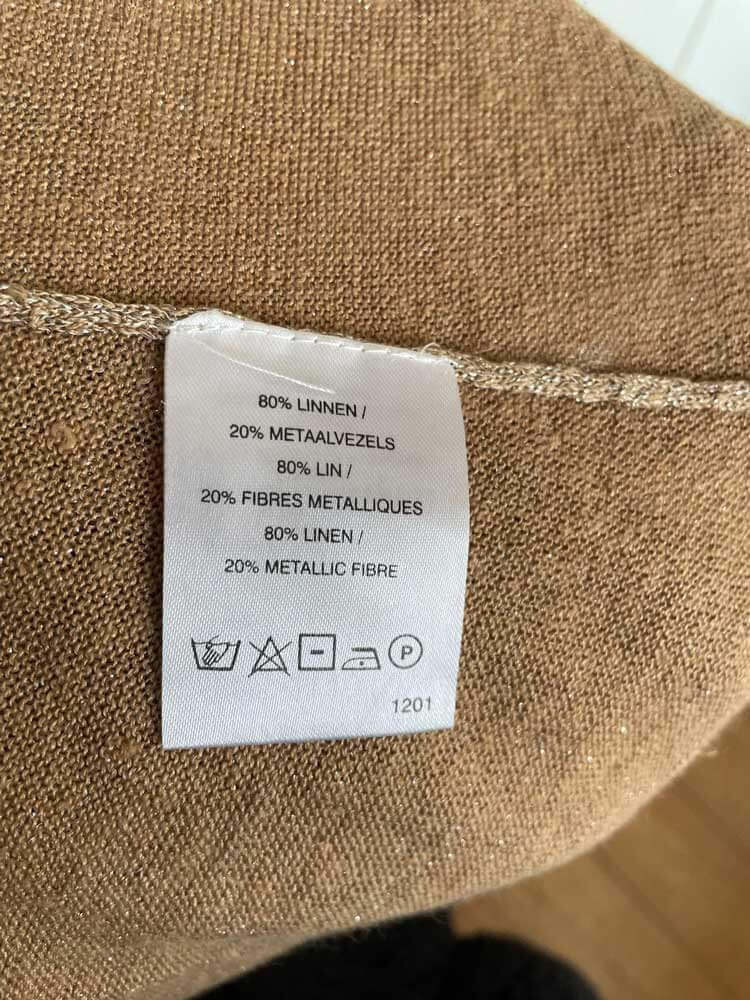 80% LINNEN /
20% METAALVEZELS
80% LIN /
20% FIBRES METALLIQUES
80% LINEN /
20% METALLIC FIBRE
P
1201